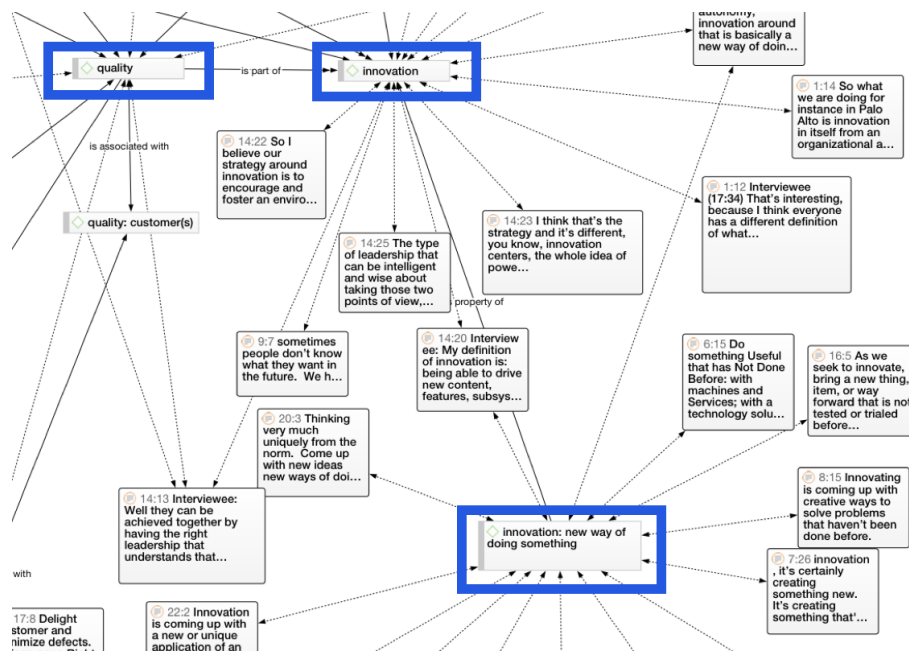 autonomy,
innovation around
that is basically a
new way of doin…
quality
is part of
innovation
1:14 So what
we are doing for
instance in Palo
Alto is innovation
in itself from an
organizational a…
14:22 So I
believe our
strategy around
innovation is to
encourage and
foster an enviro…
is associated with
1:12 Interviewee
(17:34) That's interesting,
because I think everyone
has a different definition
of what…
quality: customer(s)
14:23 I think that's the
strategy and it's different,
you know, innovation
centers, the whole idea of
powe…
14:25 The type
of leadership that
can be intelligent
and wise about
taking those two
points of view,…
property of
9:7 sometimes
people don't know
what they want in
the future. We h…
14:20 Interview
ee: My definition
of innovation is:
being able to drive
new content,
features, subsys…
6:15 Do
something Useful
that has Not Done
Before: with
machines and
Services; with a
technology solu…
16:5 As we
seek to innovate,
bring a new thing,
item, or way
forward that is not
tested or trialed
before…
20:3 Thinking
very much
uniquely from the
norm. Come up
with new ideas
new ways of doi…
8:15 Innovating
is coming up with
creative ways to
solve problems
that haven't been
done before.
14:13 Interviewee:
Well they can be
achieved together by
having the right
leadership that
understands that…
innovation: new way of
doing something
7:26 innovation
, it's certainly
creating
something new.
It's creating
something that'…
with
17:8 Delight
stomer and
nimize defects.
22:2 Innovation
is coming up with
a new or unique
application of an